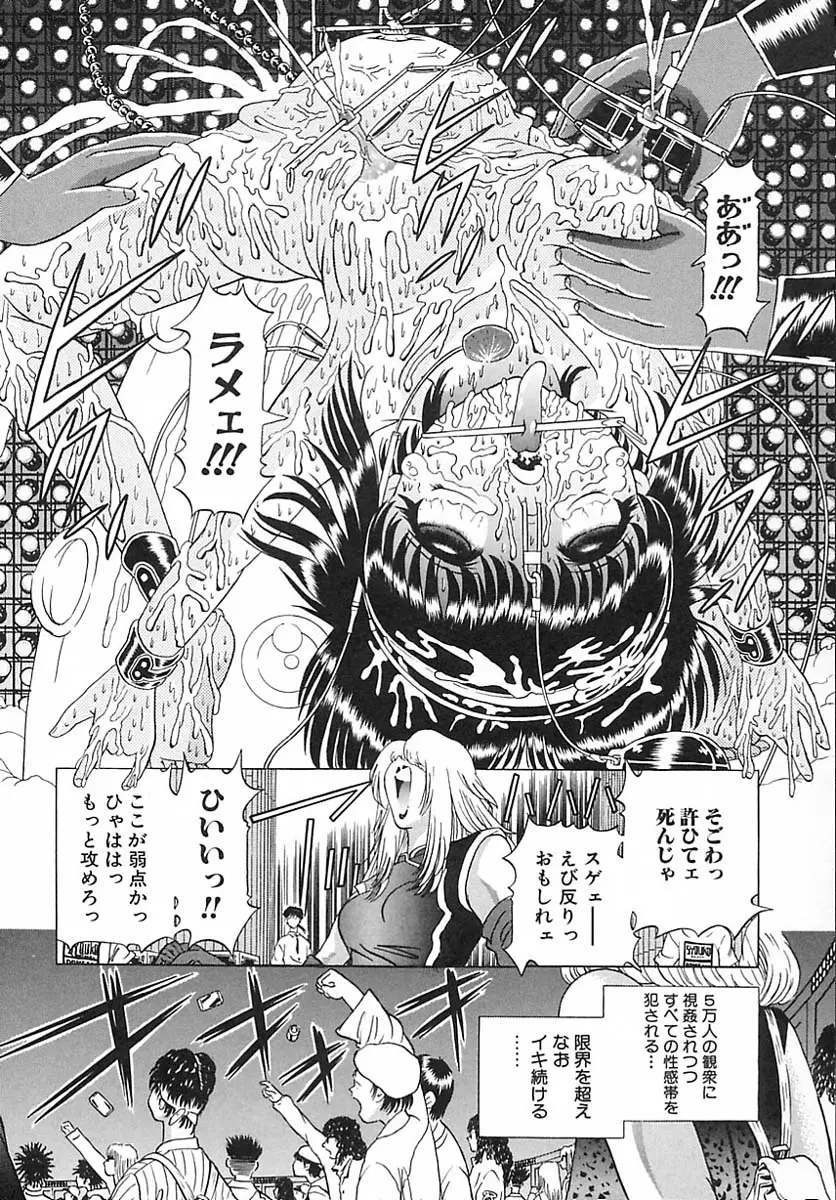 あ゛あ゛っ!!!
ラメェ!!!
そごわっ
許ひてェ
死んじゃ
スゲェ——
えび反りっ
おもしれェ
ひいいっ!!
ここが弱点かっ
ひゃははっ
もっと攻めろっ
5万人の観衆に
視姦されつつ
すべての性感帯を
犯される…
限界を超え
なお
イキ続ける
……